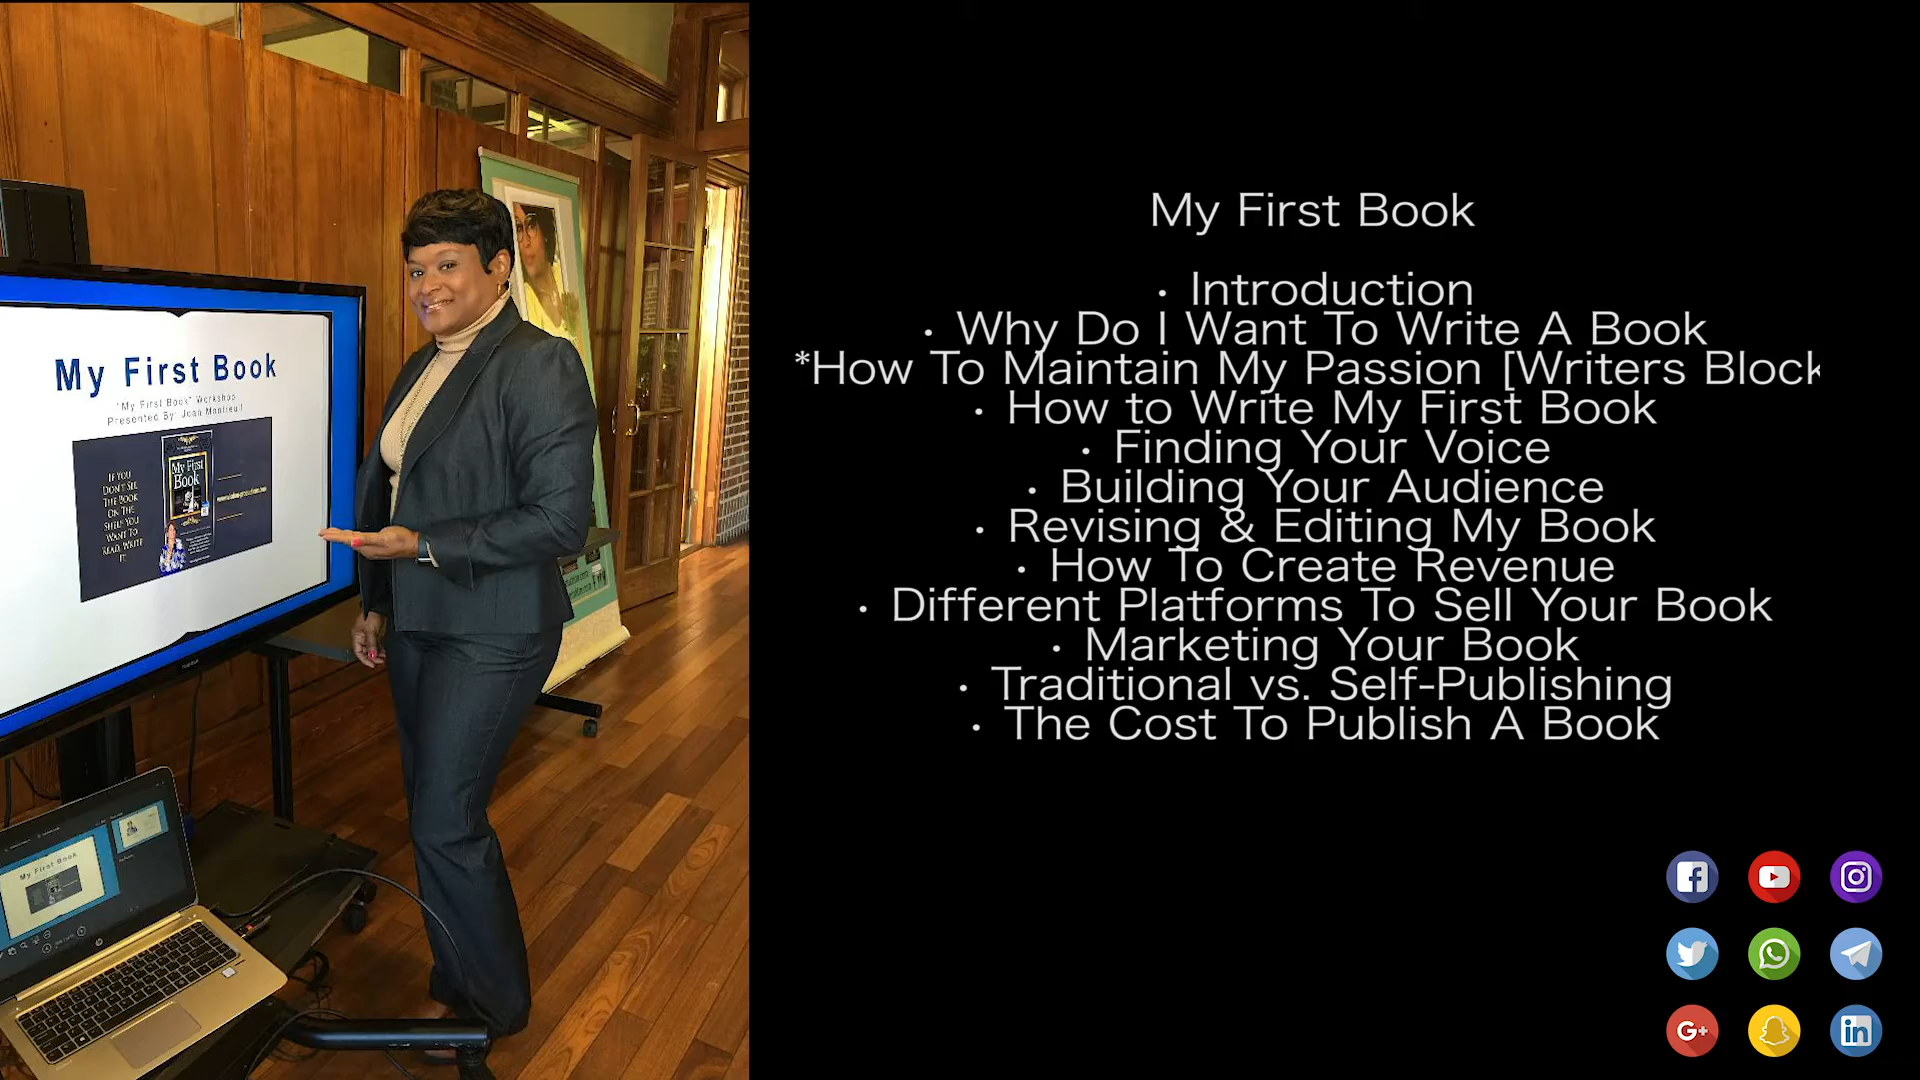 My First Book
"My First Book" Workshop
Presented By: Joan
IF YOU
DON'T SEE
THE BOOK
ON THE
SHELF YOU
WANT TO
READ, WRITE
IT
My First
Book
My First Book
My First Book
• Introduction
• Why Do I Want To Write A Book
*How To Maintain My Passion [Writers Block
• How to Write My First Book
• Finding Your Voice
• Building Your Audience
• Revising & Editing My Book
• How To Create Revenue
• Different Platforms To Sell Your Book
• Marketing Your Book
• Traditional vs. Self-Publishing
• The Cost To Publish A Book
G+
in